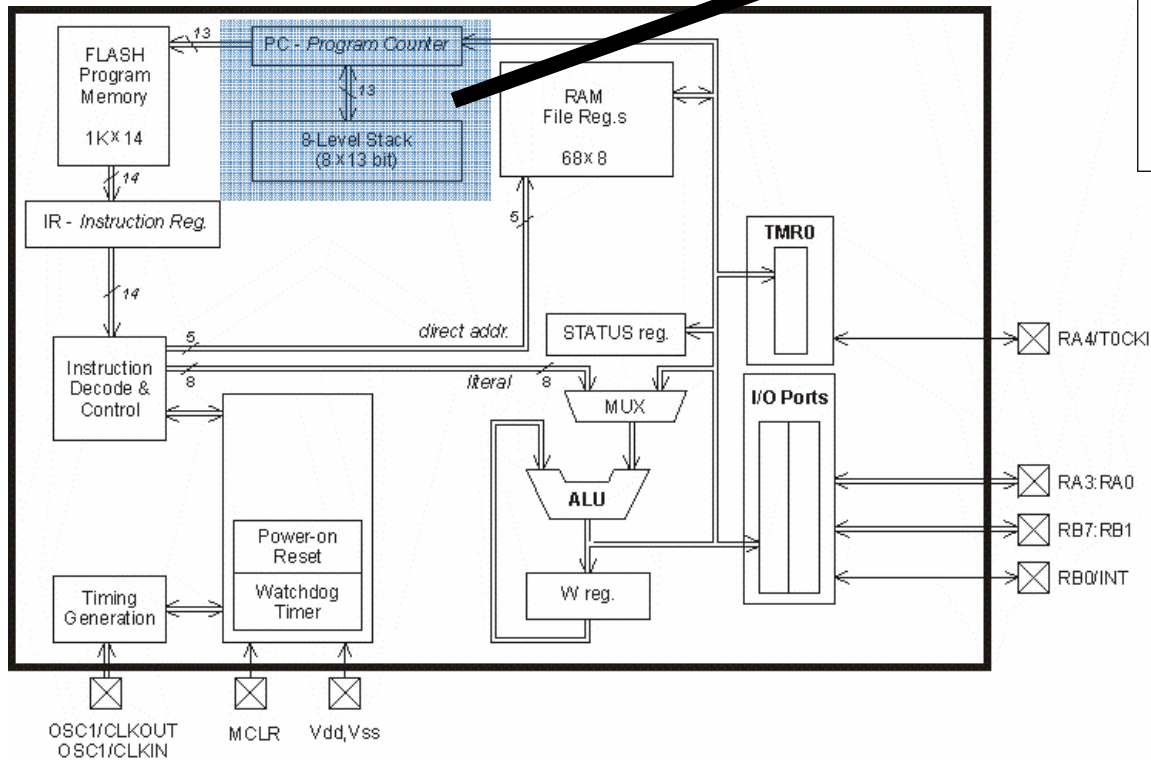 13
PC - Program Counter
FLASH
Program
Memory
1K x 14
13
8-Level Stack
(8 x 13 bit)
RAM
File Reg.s
68 x 8
14
IR - Instruction Reg.
5
TMR0
14
direct addr.
STATUS reg.
RA4/T0CKI
5
Instruction
Decode &
Control
8
literal
8
MUX
I/O Ports
ALU
RA3:RA0
RB7:RB1
RB0/INT
Power-on
Reset
Watchdog
Timer
W reg.
Timing
Generation
OSC1/CLKOUT
OSC1/CLKIN
MCLR
Vdd,Vss